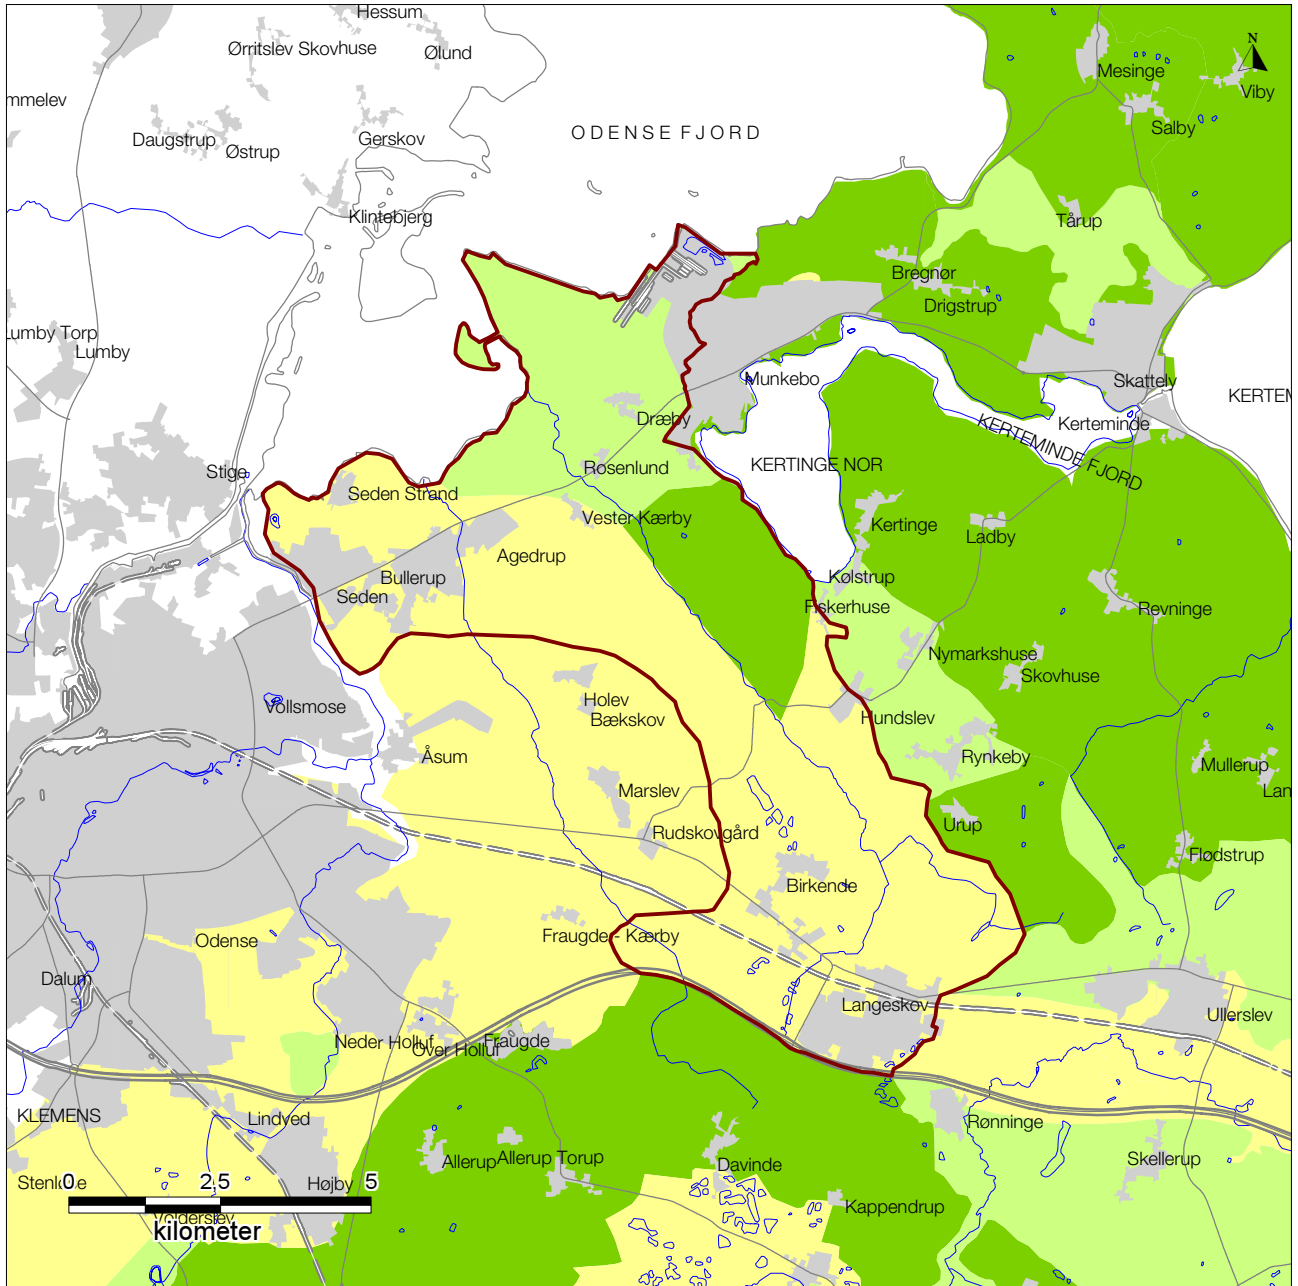 Hessum
Ørritslev Skovhuse
Ølund
N
Mesinge
Viby
mmelev
Salby
Daugstrup
Østrup
Gerskov
ODENSE FJORD
Klintebjerg
Tårup
Bregnør
Drigstrup
Lumby Torp
Lumby
Munkebo
Skattely
KERTEM
Dræby
Kerteminde
KERTEMINDE FJORD
Stige
Rosenlund
KERTINGE NOR
Seden Strand
Vester Kærby
Kertinge
Ladby
Agedrup
Bullerup
Seden
Kølstrup
Fiskerhuse
Revninge
Nymarkshuse
Skovhuse
Holev
Bækskov
Vollsmose
Hundslev
Åsum
Rynkeby
Mullerup
Lan
Marslev
Rudskovgård
Urup
Flødstrup
Birkende
Odense
Fraugde - Kærby
Dalum
Langeskov
Ullerslev
Neder Holluf
Over Holluf
Fraugde
KLEMENS
Lindved
Rønninge
Allerup
Allerup Torup
Davinde
Skellerup
Højby
Kappendrup
0 2,5 5
Volderslev
kilometer